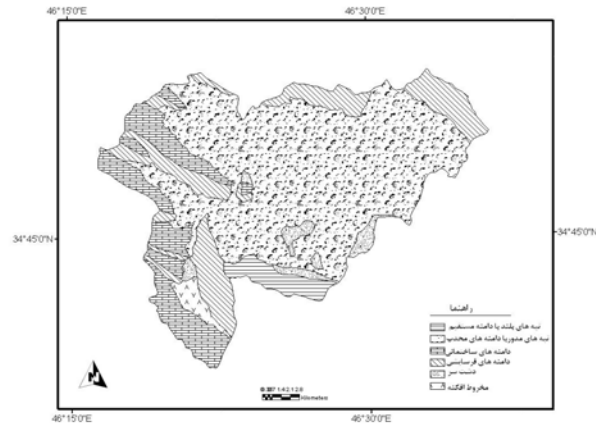 46°15'0"E 46°30'0"E
34°45'0"N 34°45'0"N
راهنما
تپه های بلند با دامنه مستقیم
تپه های مدور با دامنه های محدب
دامنه های ساختمانی
دامنه های فرسایشی
دشت سر
مخروط افکنه
Kilometers
46°15'0"E 46°30'0"E